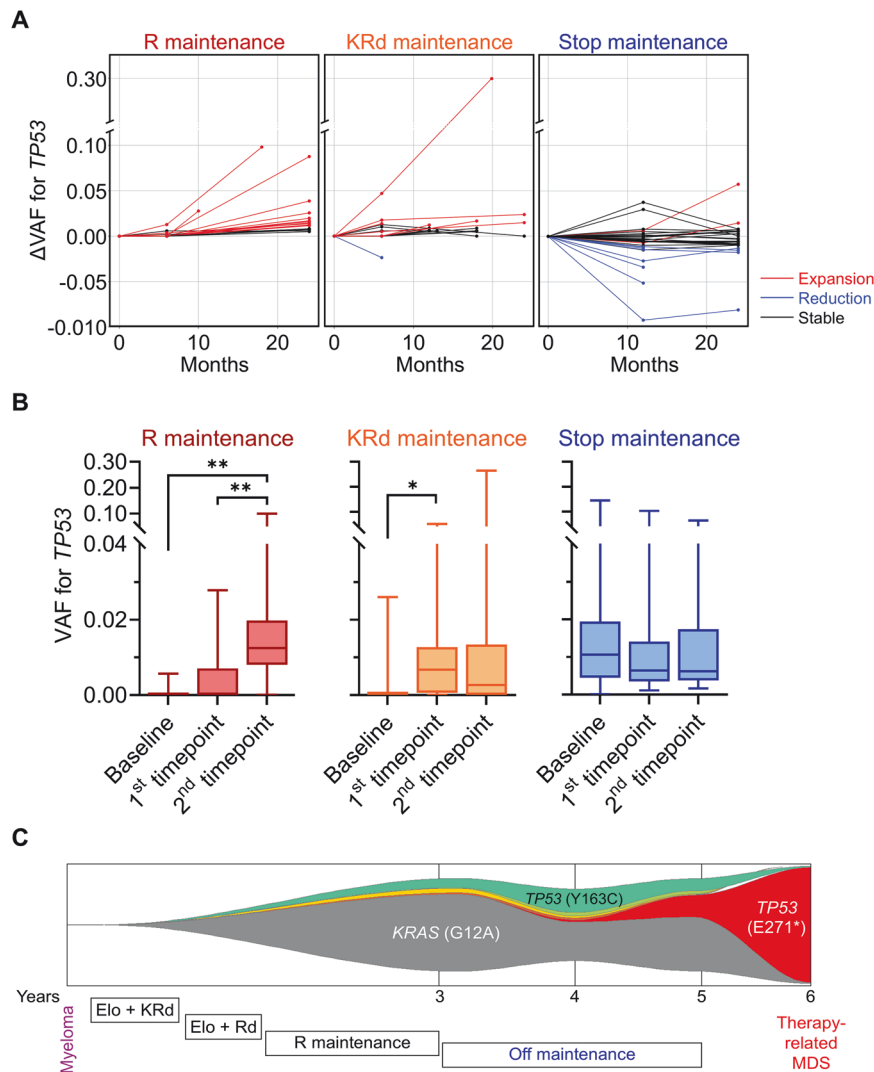 A
R maintenance
KRd maintenance
Stop maintenance
ΔVAF for TP53
0.30
0.10
0.05
0.00
-0.05
-0.010
0 10 20
0 10 20
0 10 20
Months
Months
Months
Expansion
Reduction
Stable
B
R maintenance
KRd maintenance
Stop maintenance
VAF for TP53
0.30
0.20
0.10
0.04
0.02
0.00
**
**
*
Baseline
1st timepoint
2nd timepoint
Baseline
1st timepoint
2nd timepoint
Baseline
1st timepoint
2nd timepoint
C
TP53 (Y163C)
KRAS (G12A)
TP53
(E271*)
Years
3 4 5 6
Myeloma
Elo + KRd
Elo + Rd
R maintenance
Off maintenance
Therapy-
related
MDS